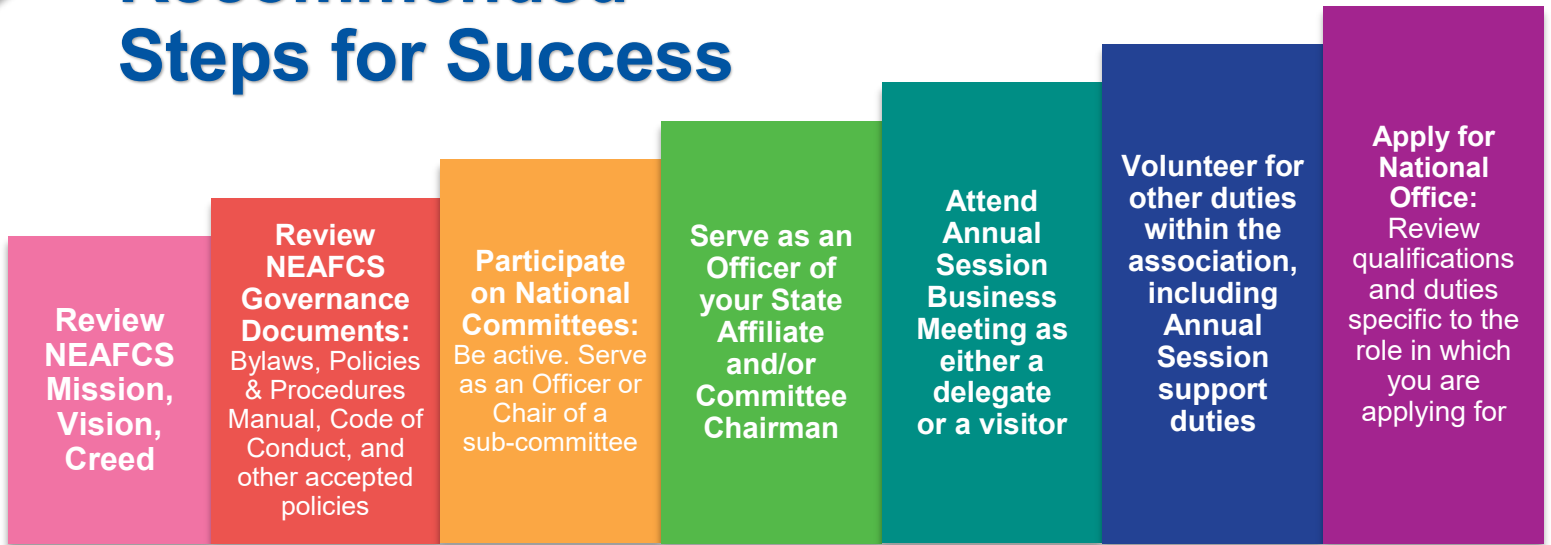 Recommended
Steps for Success
Review
NEAFCS
Mission,
Vision,
Creed
Review
NEAFCS
Governance
Documents:
Bylaws, Policies
& Procedures
Manual, Code of
Conduct, and
other accepted
policies
Participate
on National
Committees:
Be active. Serve
as an Officer or
Chair of a
sub-committee
Serve as an
Officer of
your State
Affiliate
and/or
Committee
Chairman
Attend
Annual
Session
Business
Meeting as
either a
delegate
or a visitor
Volunteer for
other duties
within the
association,
including
Annual
Session
support
duties
Apply for
National
Office:
Review
qualifications
and duties
specific to the
role in which
you are
applying for